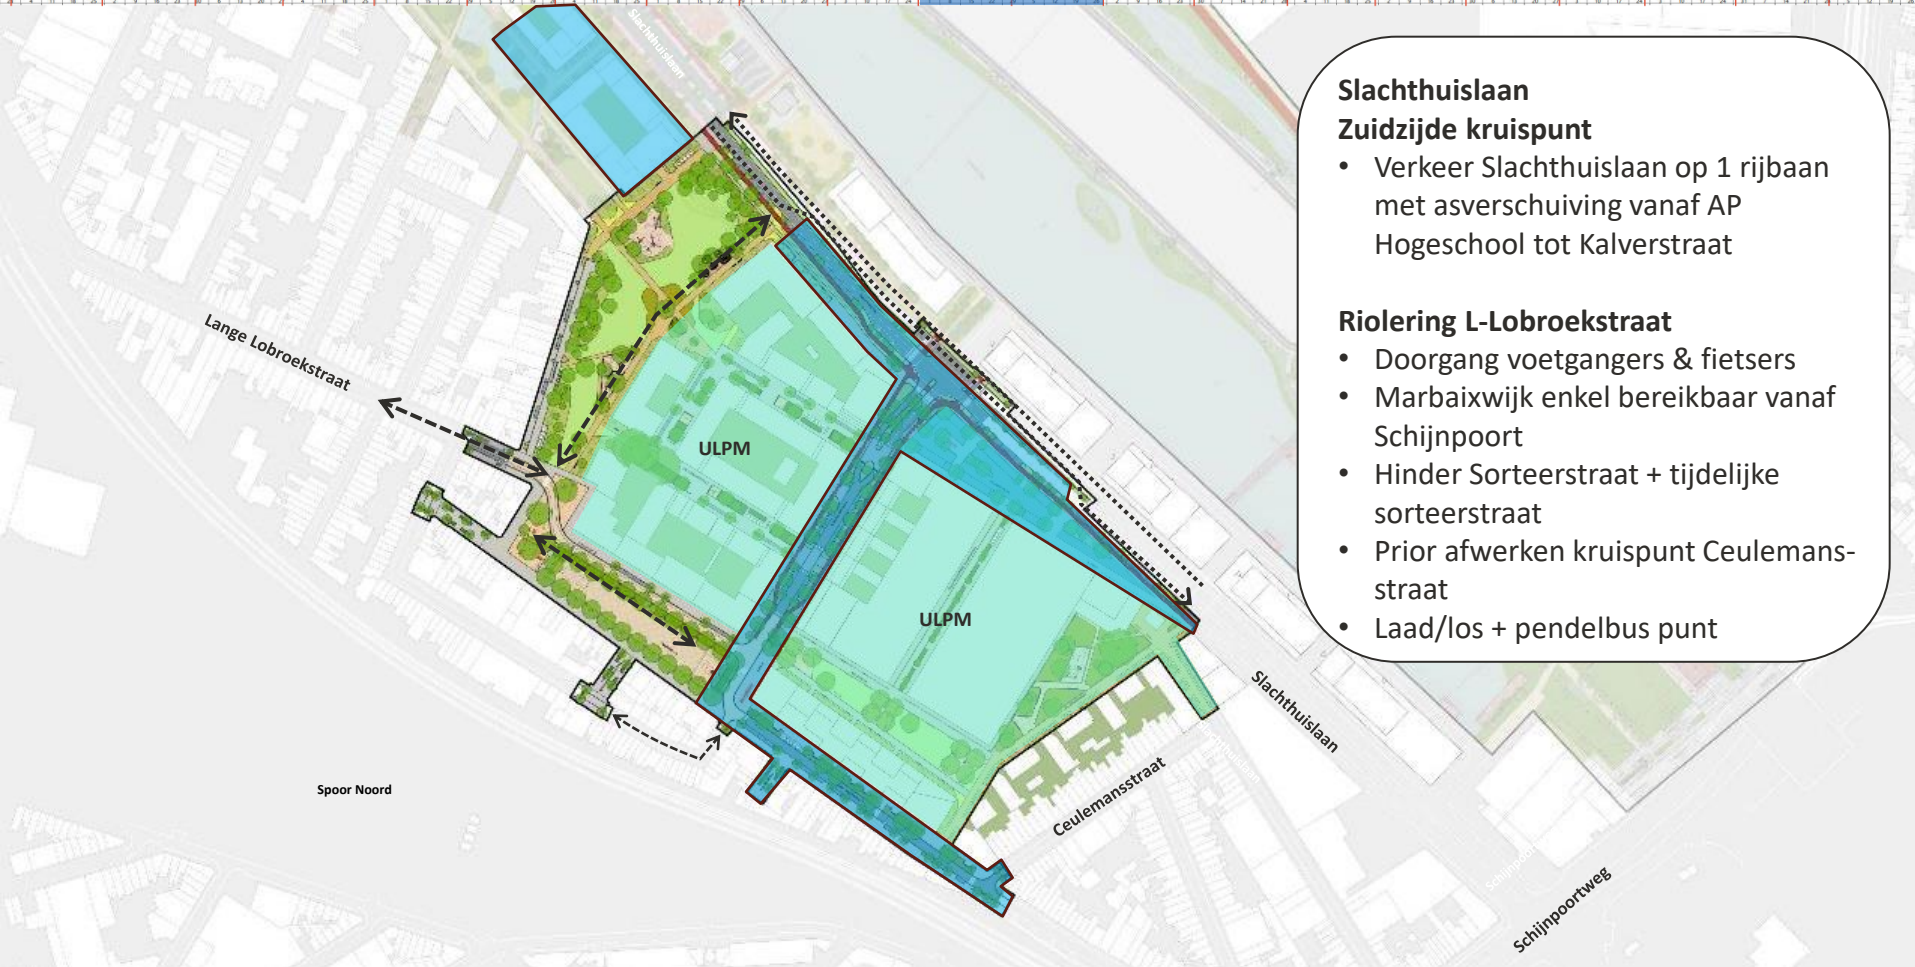 Slachthuislaan
Slachthuislaan
Zuidzijde kruispunt
• Verkeer Slachthuislaan op 1 rijbaan
met asverschuiving vanaf AP
Hogeschool tot Kalverstraat
Riolering L-Lobroekstraat
• Doorgang voetgangers & fietsers
• Marbaixwijk enkel bereikbaar vanaf
Schijnpoort
• Hinder Sorteerstraat + tijdelijke
sorteerstraat
• Prior afwerken kruispunt Ceulemans-
straat
• Laad/los + pendelbus punt
Lange Lobroekstraat
ULPM
ULPM
Slachthuislaan
Ceulemansstraat
Spoor Noord
Schijnpoortweg